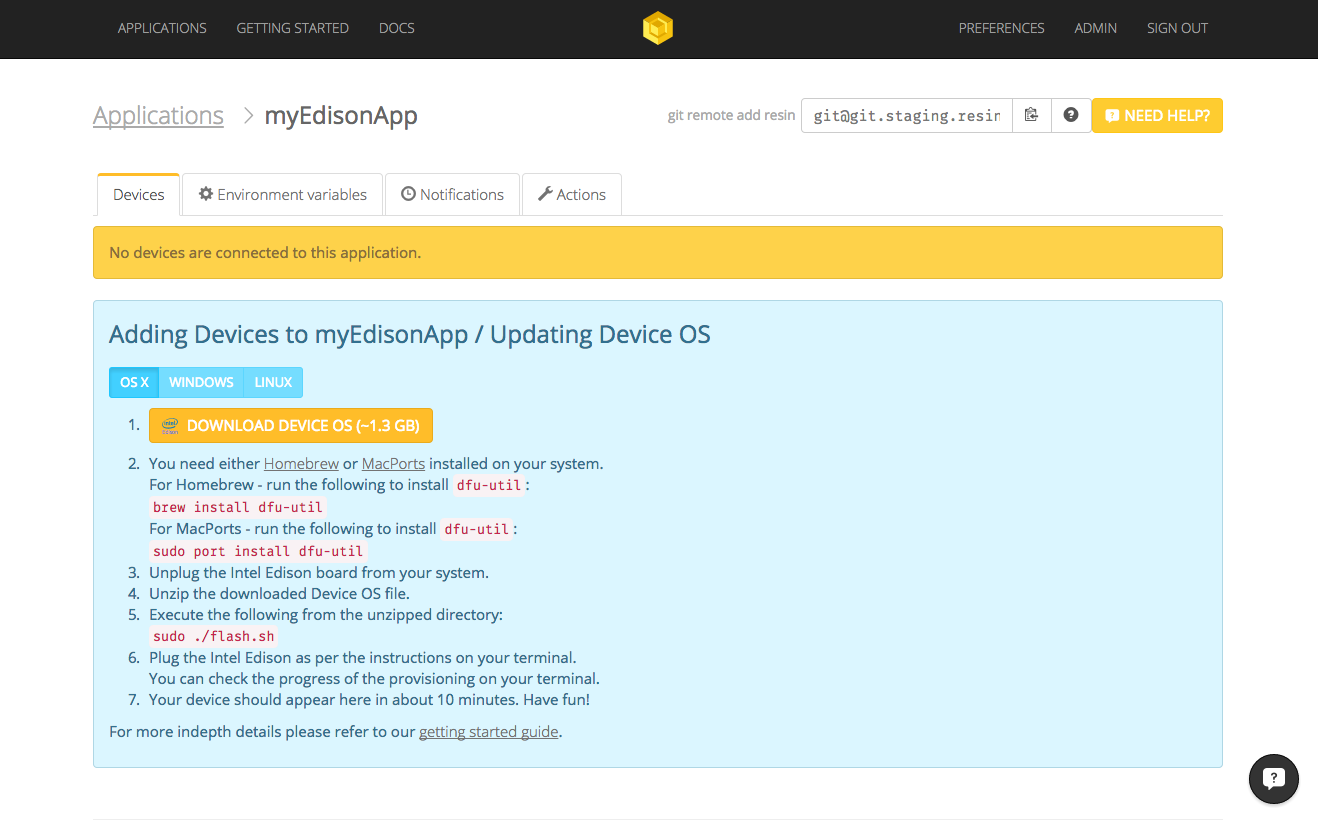 APPLICATIONS GETTING STARTED DOCS PREFERENCES ADMIN SIGN OUT
Applications > myEdisonApp git remote add resin git@git.staging.resin NEED HELP?
Devices Environment variables Notifications Actions
No devices are connected to this application.
Adding Devices to myEdisonApp / Updating Device OS
OS X WINDOWS LINUX
1. intel DOWNLOAD DEVICE OS (~1.3 GB)
2. You need either Homebrew or MacPorts installed on your system.
For Homebrew - run the following to install dfu-util:
brew install dfu-util
For MacPorts - run the following to install dfu-util:
sudo port install dfu-util
3. Unplug the Intel Edison board from your system.
4. Unzip the downloaded Device OS file.
5. Execute the following from the unzipped directory:
sudo ./flash.sh
6. Plug the Intel Edison as per the instructions on your terminal.
You can check the progress of the provisioning on your terminal.
7. Your device should appear here in about 10 minutes. Have fun!
For more indepth details please refer to our getting started guide.